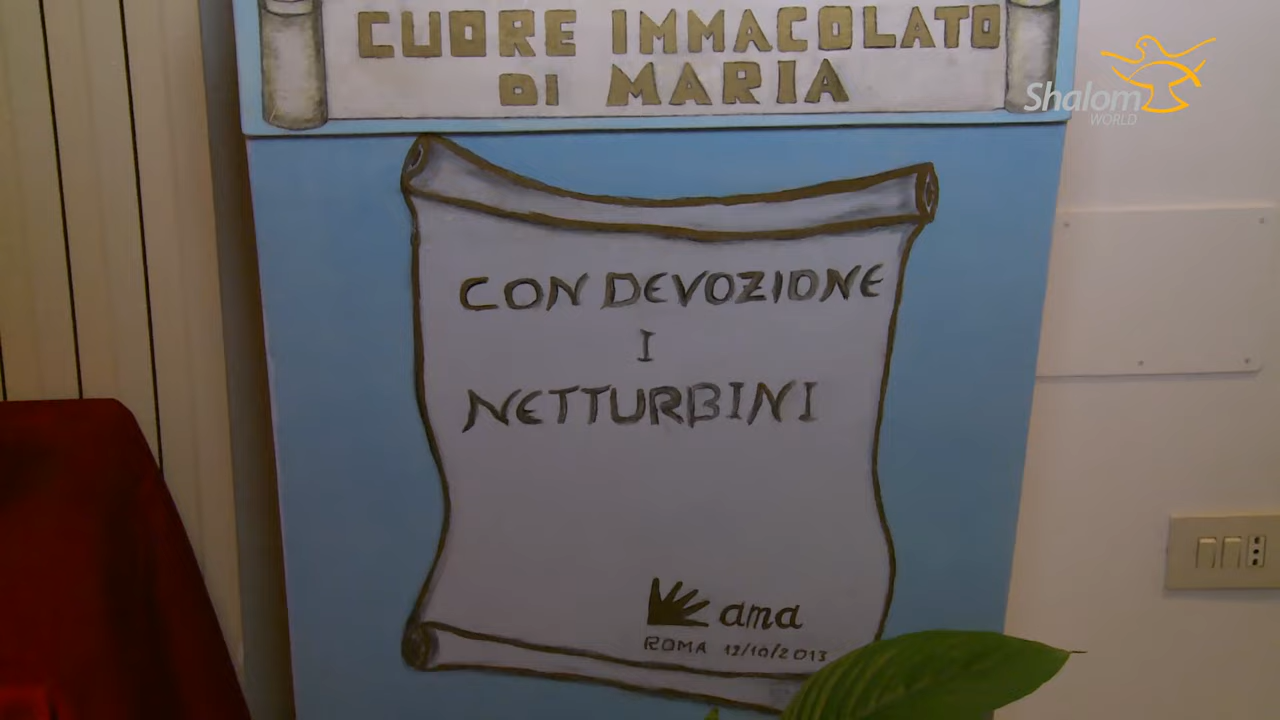 CUORE IMMACOLATO
DI MARIA
Shalom
WORLD
CON DEVOZIONE
I
NETTURBINI
ama
ROMA 12/10/2013